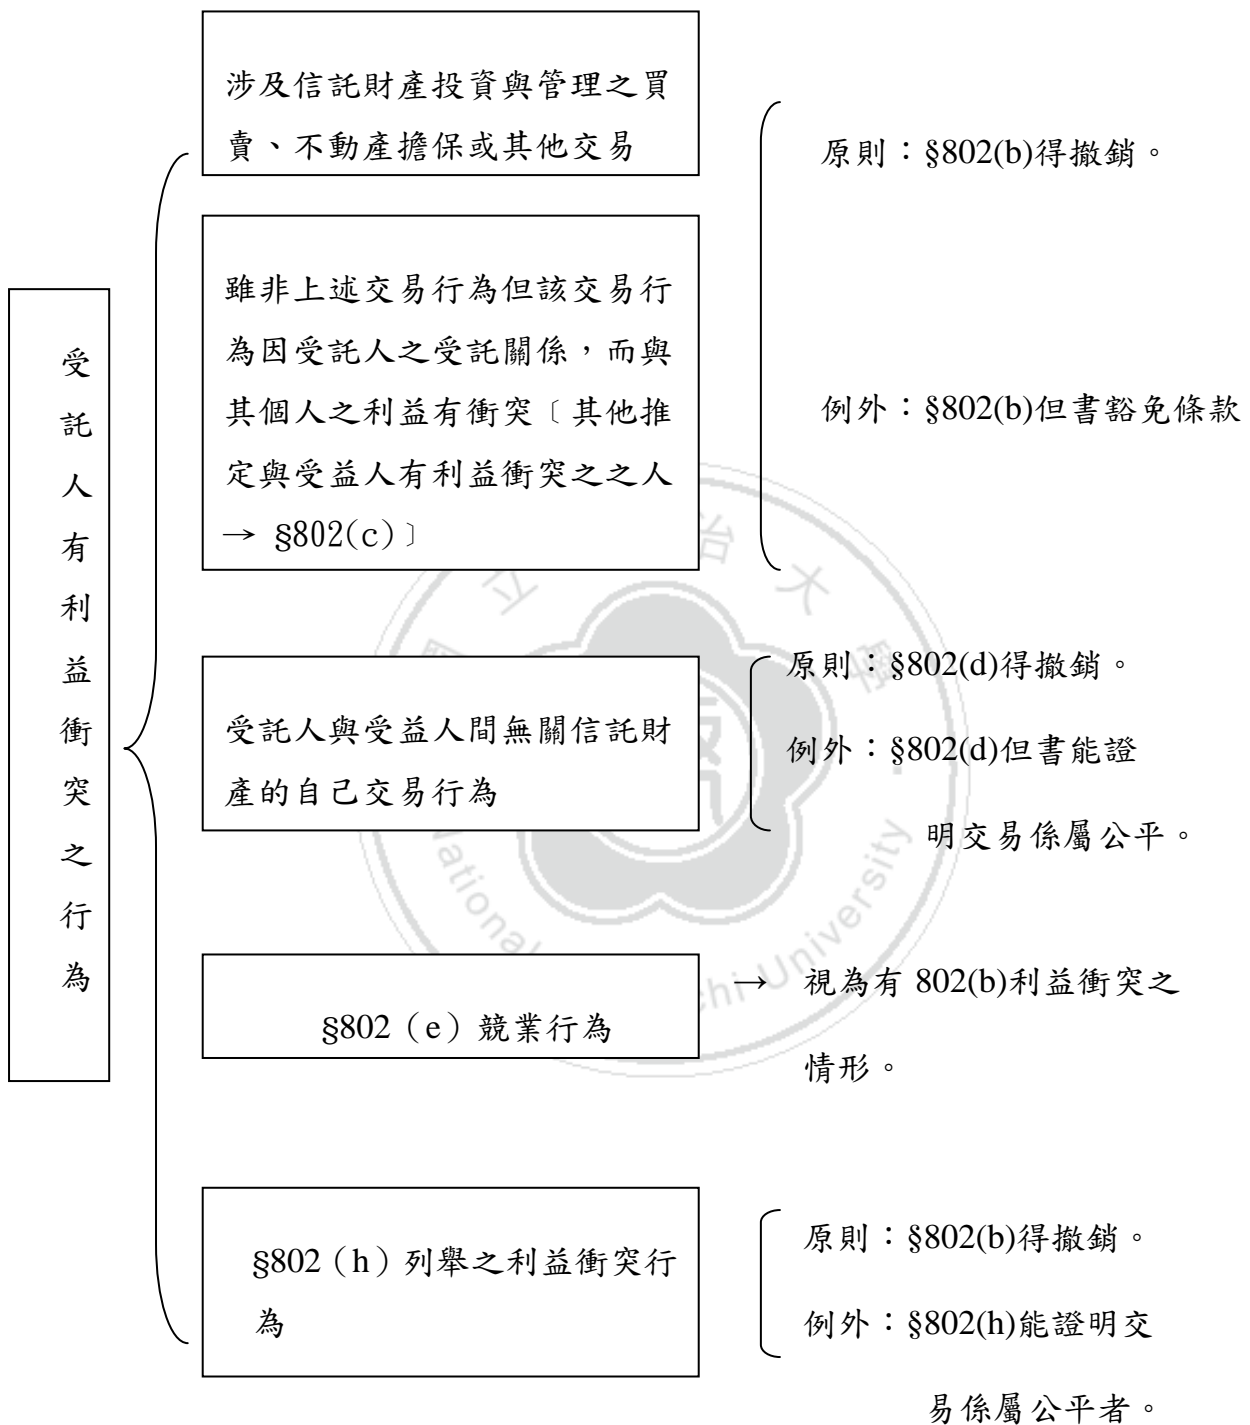 受託人有利益衝突之行為
涉及信託財產投資與管理之買
賣、不動產擔保或其他交易
原則：§802(b)得撤銷。
雖非上述交易行為但該交易行
為因受託人之受託關係，而與
其個人之利益有衝突〔其他推
定與受益人有利益衝突之之人
→ §802(c)〕
例外：§802(b)但書豁免條款
受託人與受益人間無關信託財
產的自己交易行為
原則：§802(d)得撤銷。
例外：§802(d)但書能證
明交易係屬公平。
§802（e）競業行為
→ 視為有 802(b)利益衝突之
情形。
§802（h）列舉之利益衝突行
為
原則：§802(b)得撤銷。
例外：§802(h)能證明交
易係屬公平者。
立 治 大 學
National chi University